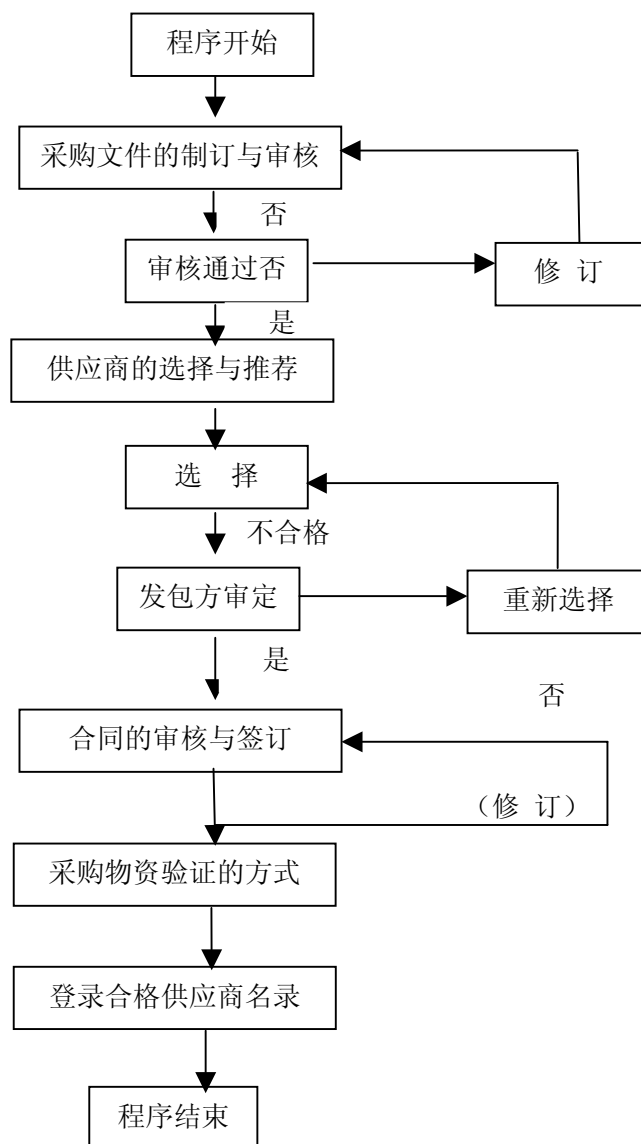 程序开始
采购文件的制订与审核
否
审核通过否
修 订
是
供应商的选择与推荐
选 择
不合格
发包方审定
重新选择
是
否
合同的审核与签订
（修 订）
采购物资验证的方式
登录合格供应商名录
程序结束